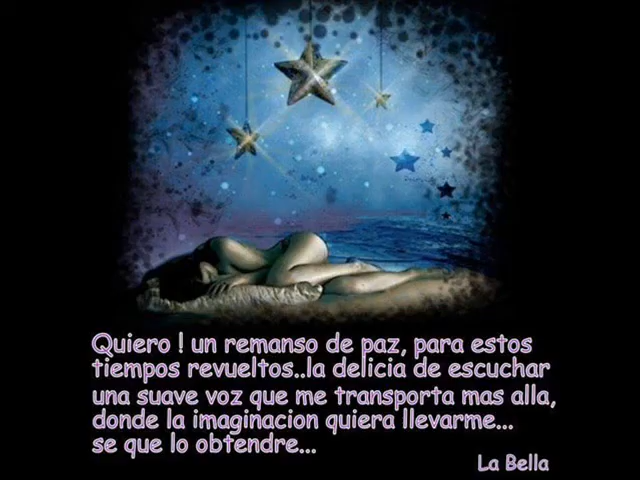 Quiero ! un remanso de paz, para estos
tiempos revueltos..la delicia de escuchar
una suave voz que me transporta mas alla,
donde la imaginacion quiera llevarme...
se que lo obtendre...
La Bella